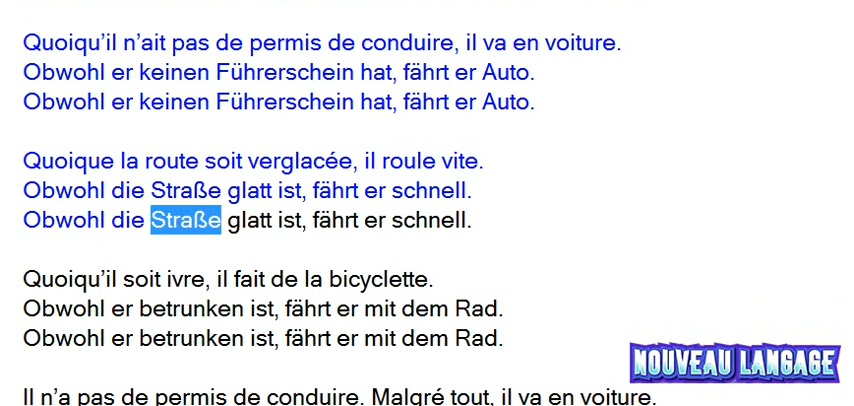 Quoiqu’il n’ait pas de permis de conduire, il va en voiture.
Obwohl er keinen Führerschein hat, fährt er Auto.
Obwohl er keinen Führerschein hat, fährt er Auto.
Quoique la route soit verglacée, il roule vite.
Obwohl die Straße glatt ist, fährt er schnell.
Obwohl die Straße glatt ist, fährt er schnell.
Quoiqu’il soit ivre, il fait de la bicyclette.
Obwohl er betrunken ist, fährt er mit dem Rad.
Obwohl er betrunken ist, fährt er mit dem Rad.
NOUVEAU LANGAGE
Il n’a pas de permis de conduire. Malgré tout, il va en voiture.